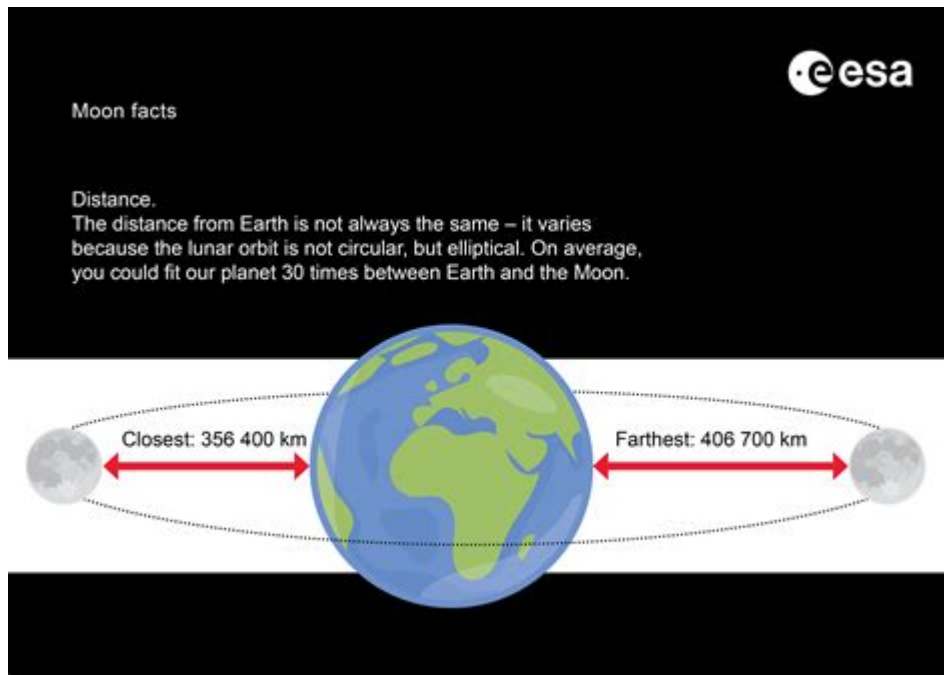 esa
Moon facts
Distance.
The distance from Earth is not always the same – it varies
because the lunar orbit is not circular, but elliptical. On average,
you could fit our planet 30 times between Earth and the Moon.
Closest: 356 400 km
Farthest: 406 700 km